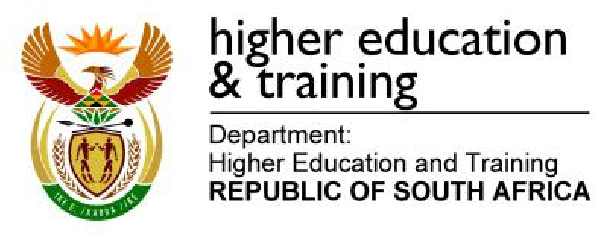 higher education
& training
Department:
Higher Education and Training
REPUBLIC OF SOUTH AFRICA